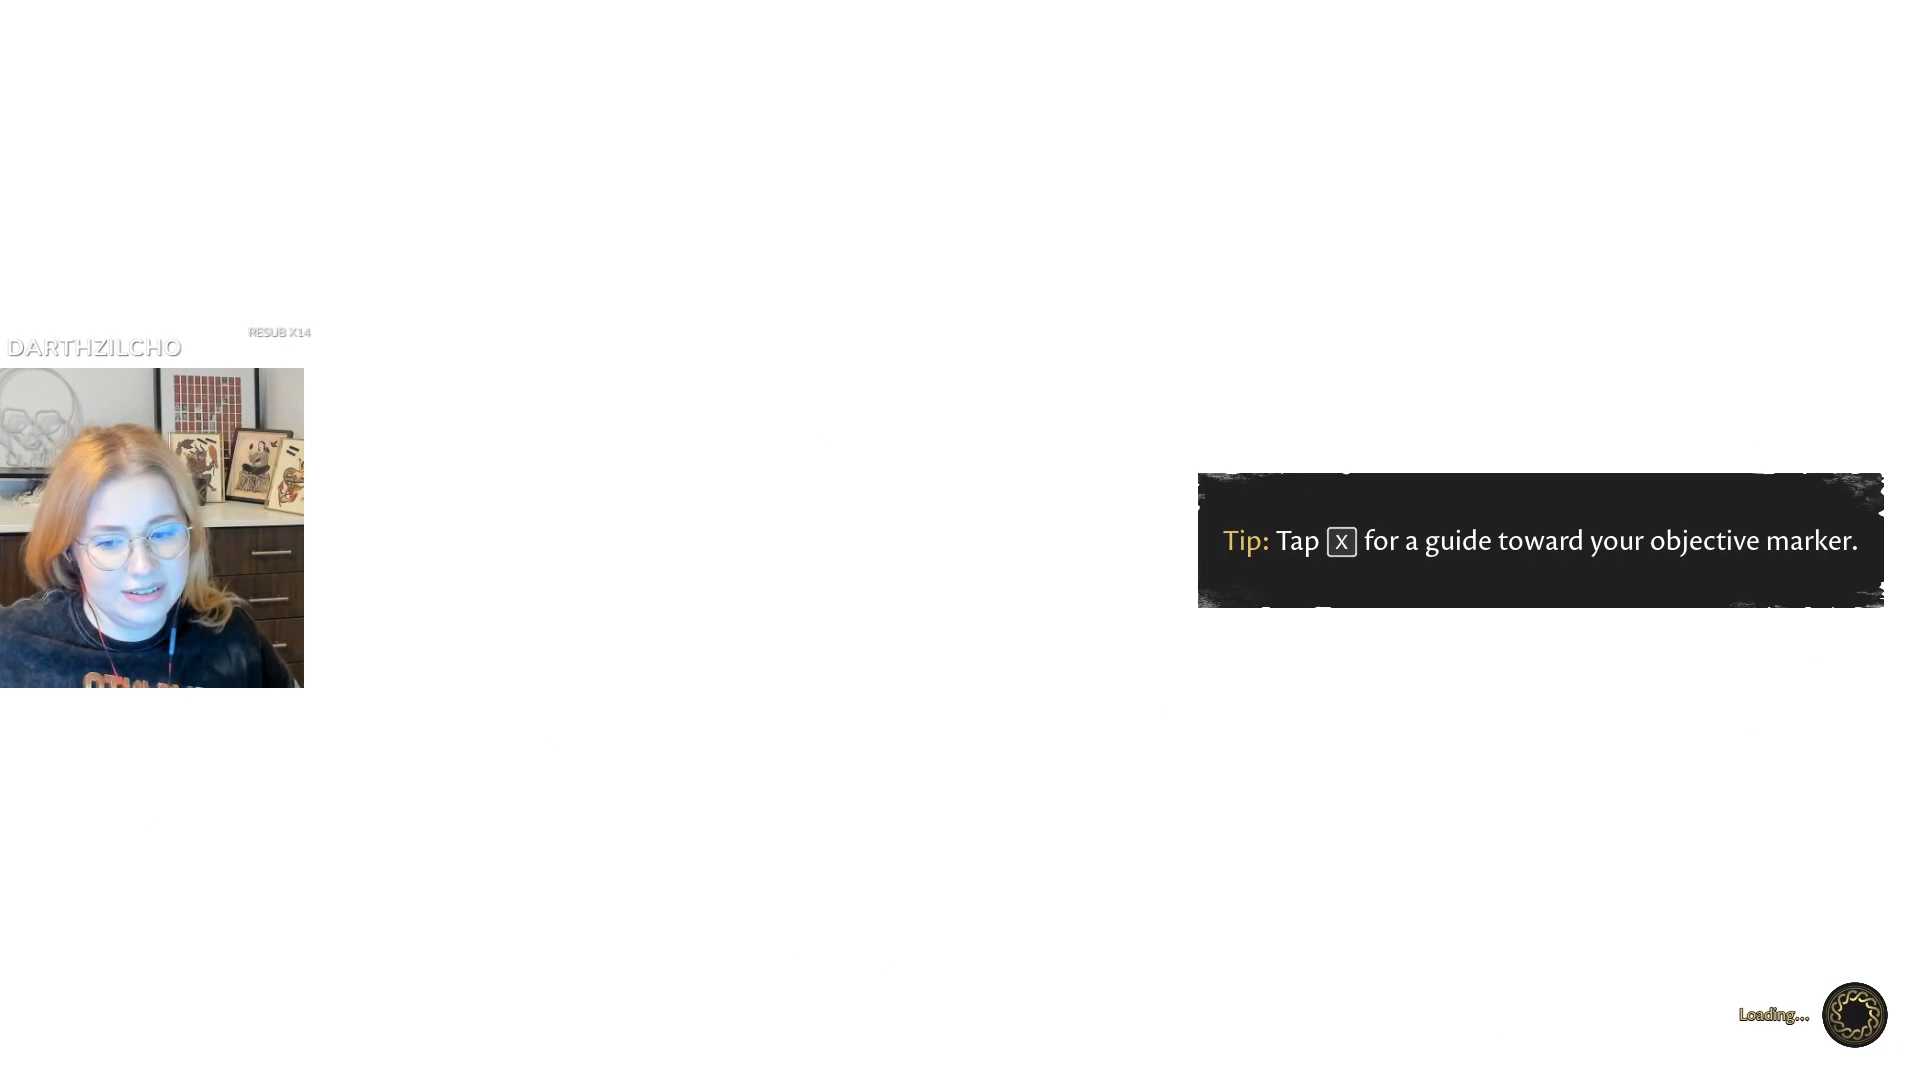 RESUB X14
DARTHZILCHO
Tip: Tap X for a guide toward your objective marker.
Loading...